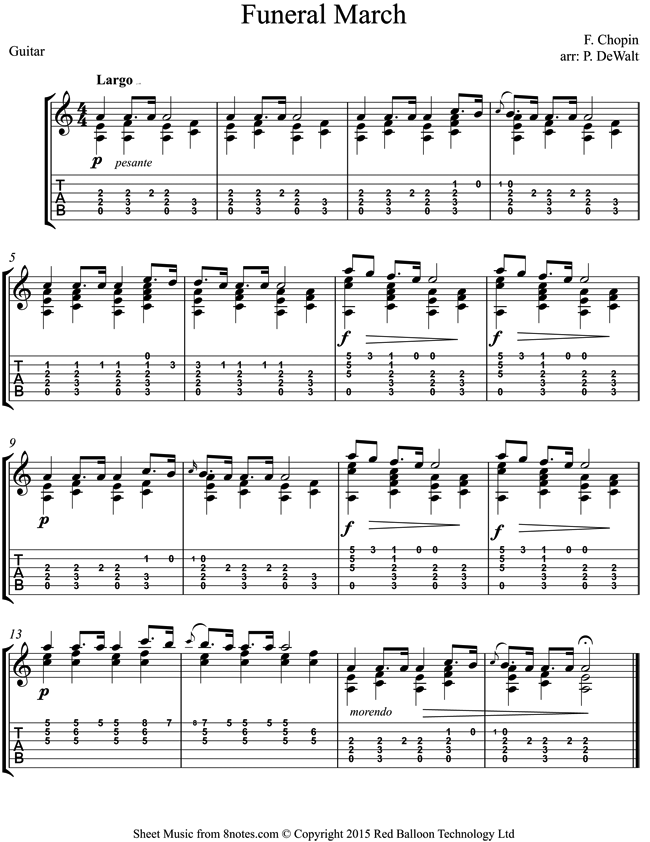 Funeral March
F. Chopin
Guitar
arr: P. DeWalt
Largo ...
p pesante
5
f f
9
p f f
13
p
morendo
Sheet Music from 8notes.com © Copyright 2015 Red Balloon Technology Ltd